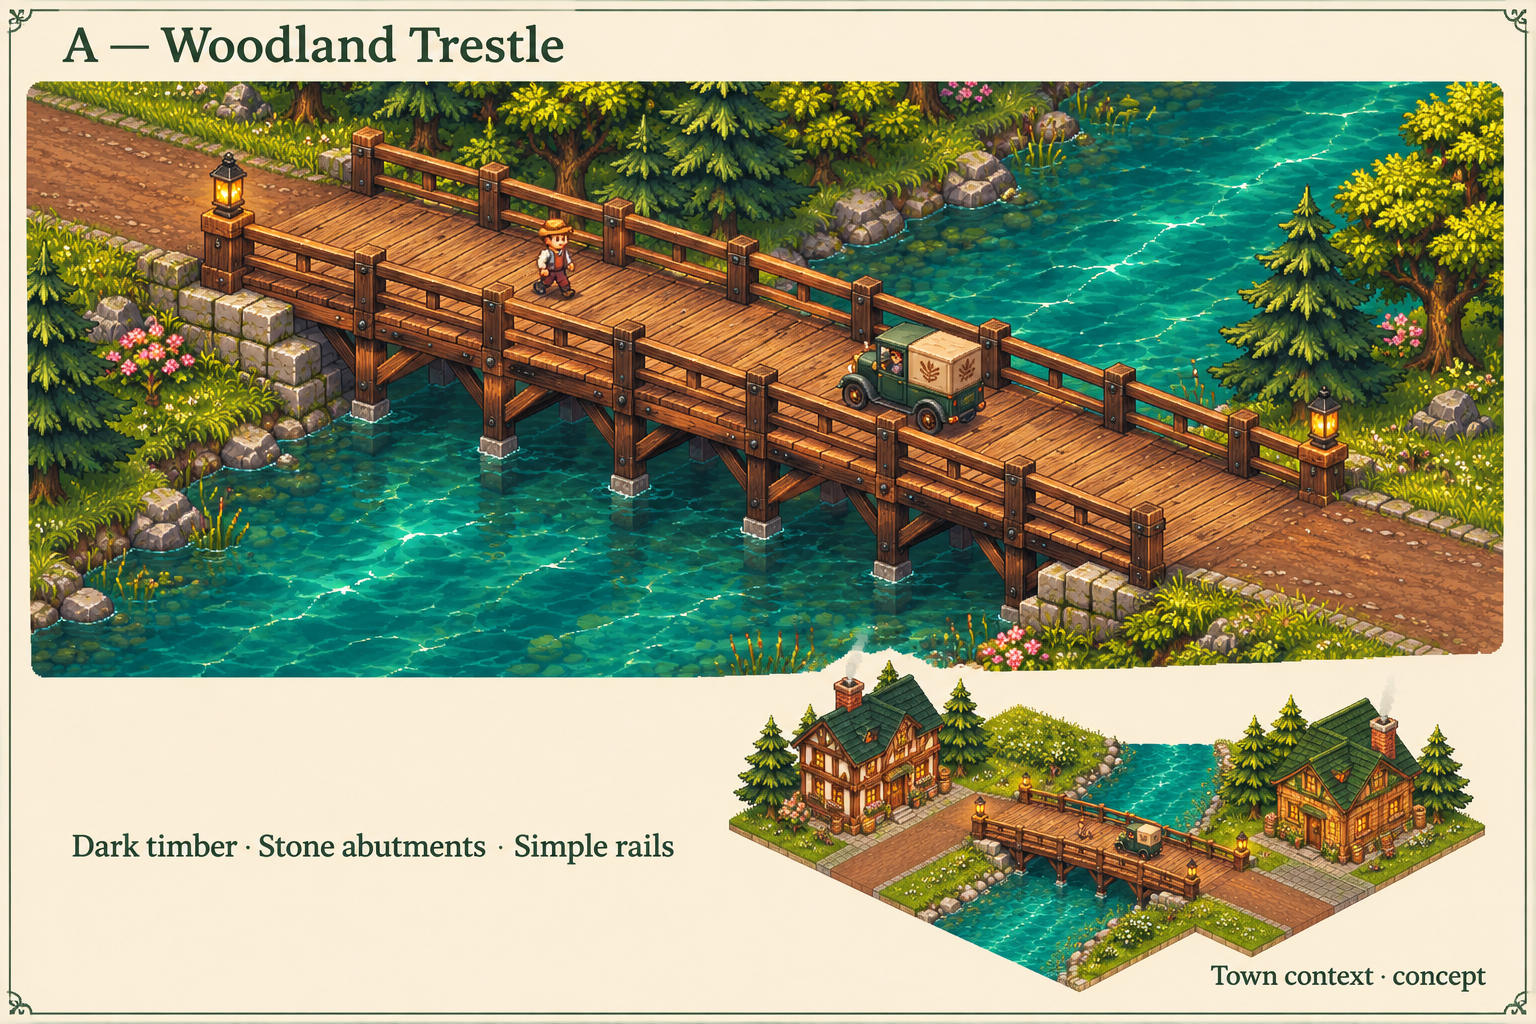 A — Woodland Trestle
Dark timber · Stone abutments · Simple rails
Town context · concept